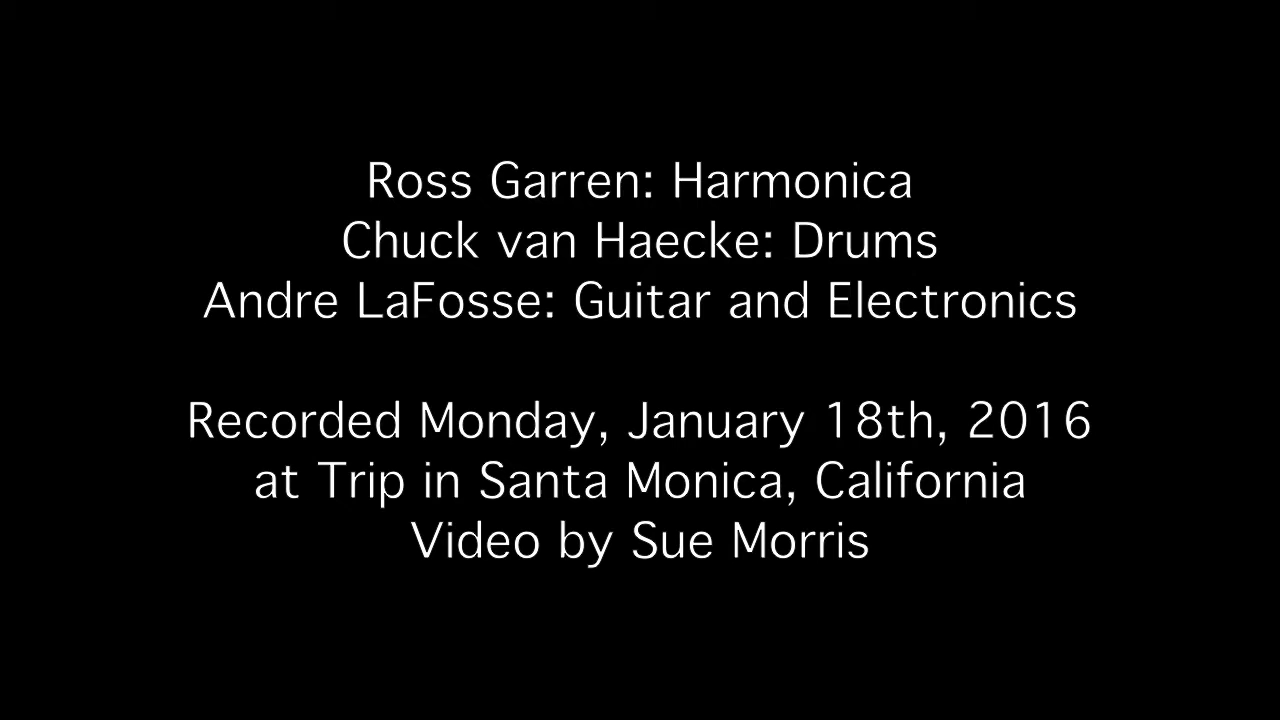 Ross Garren: Harmonica
Chuck van Haecke: Drums
Andre LaFosse: Guitar and Electronics
Recorded Monday, January 18th, 2016
at Trip in Santa Monica, California
Video by Sue Morris